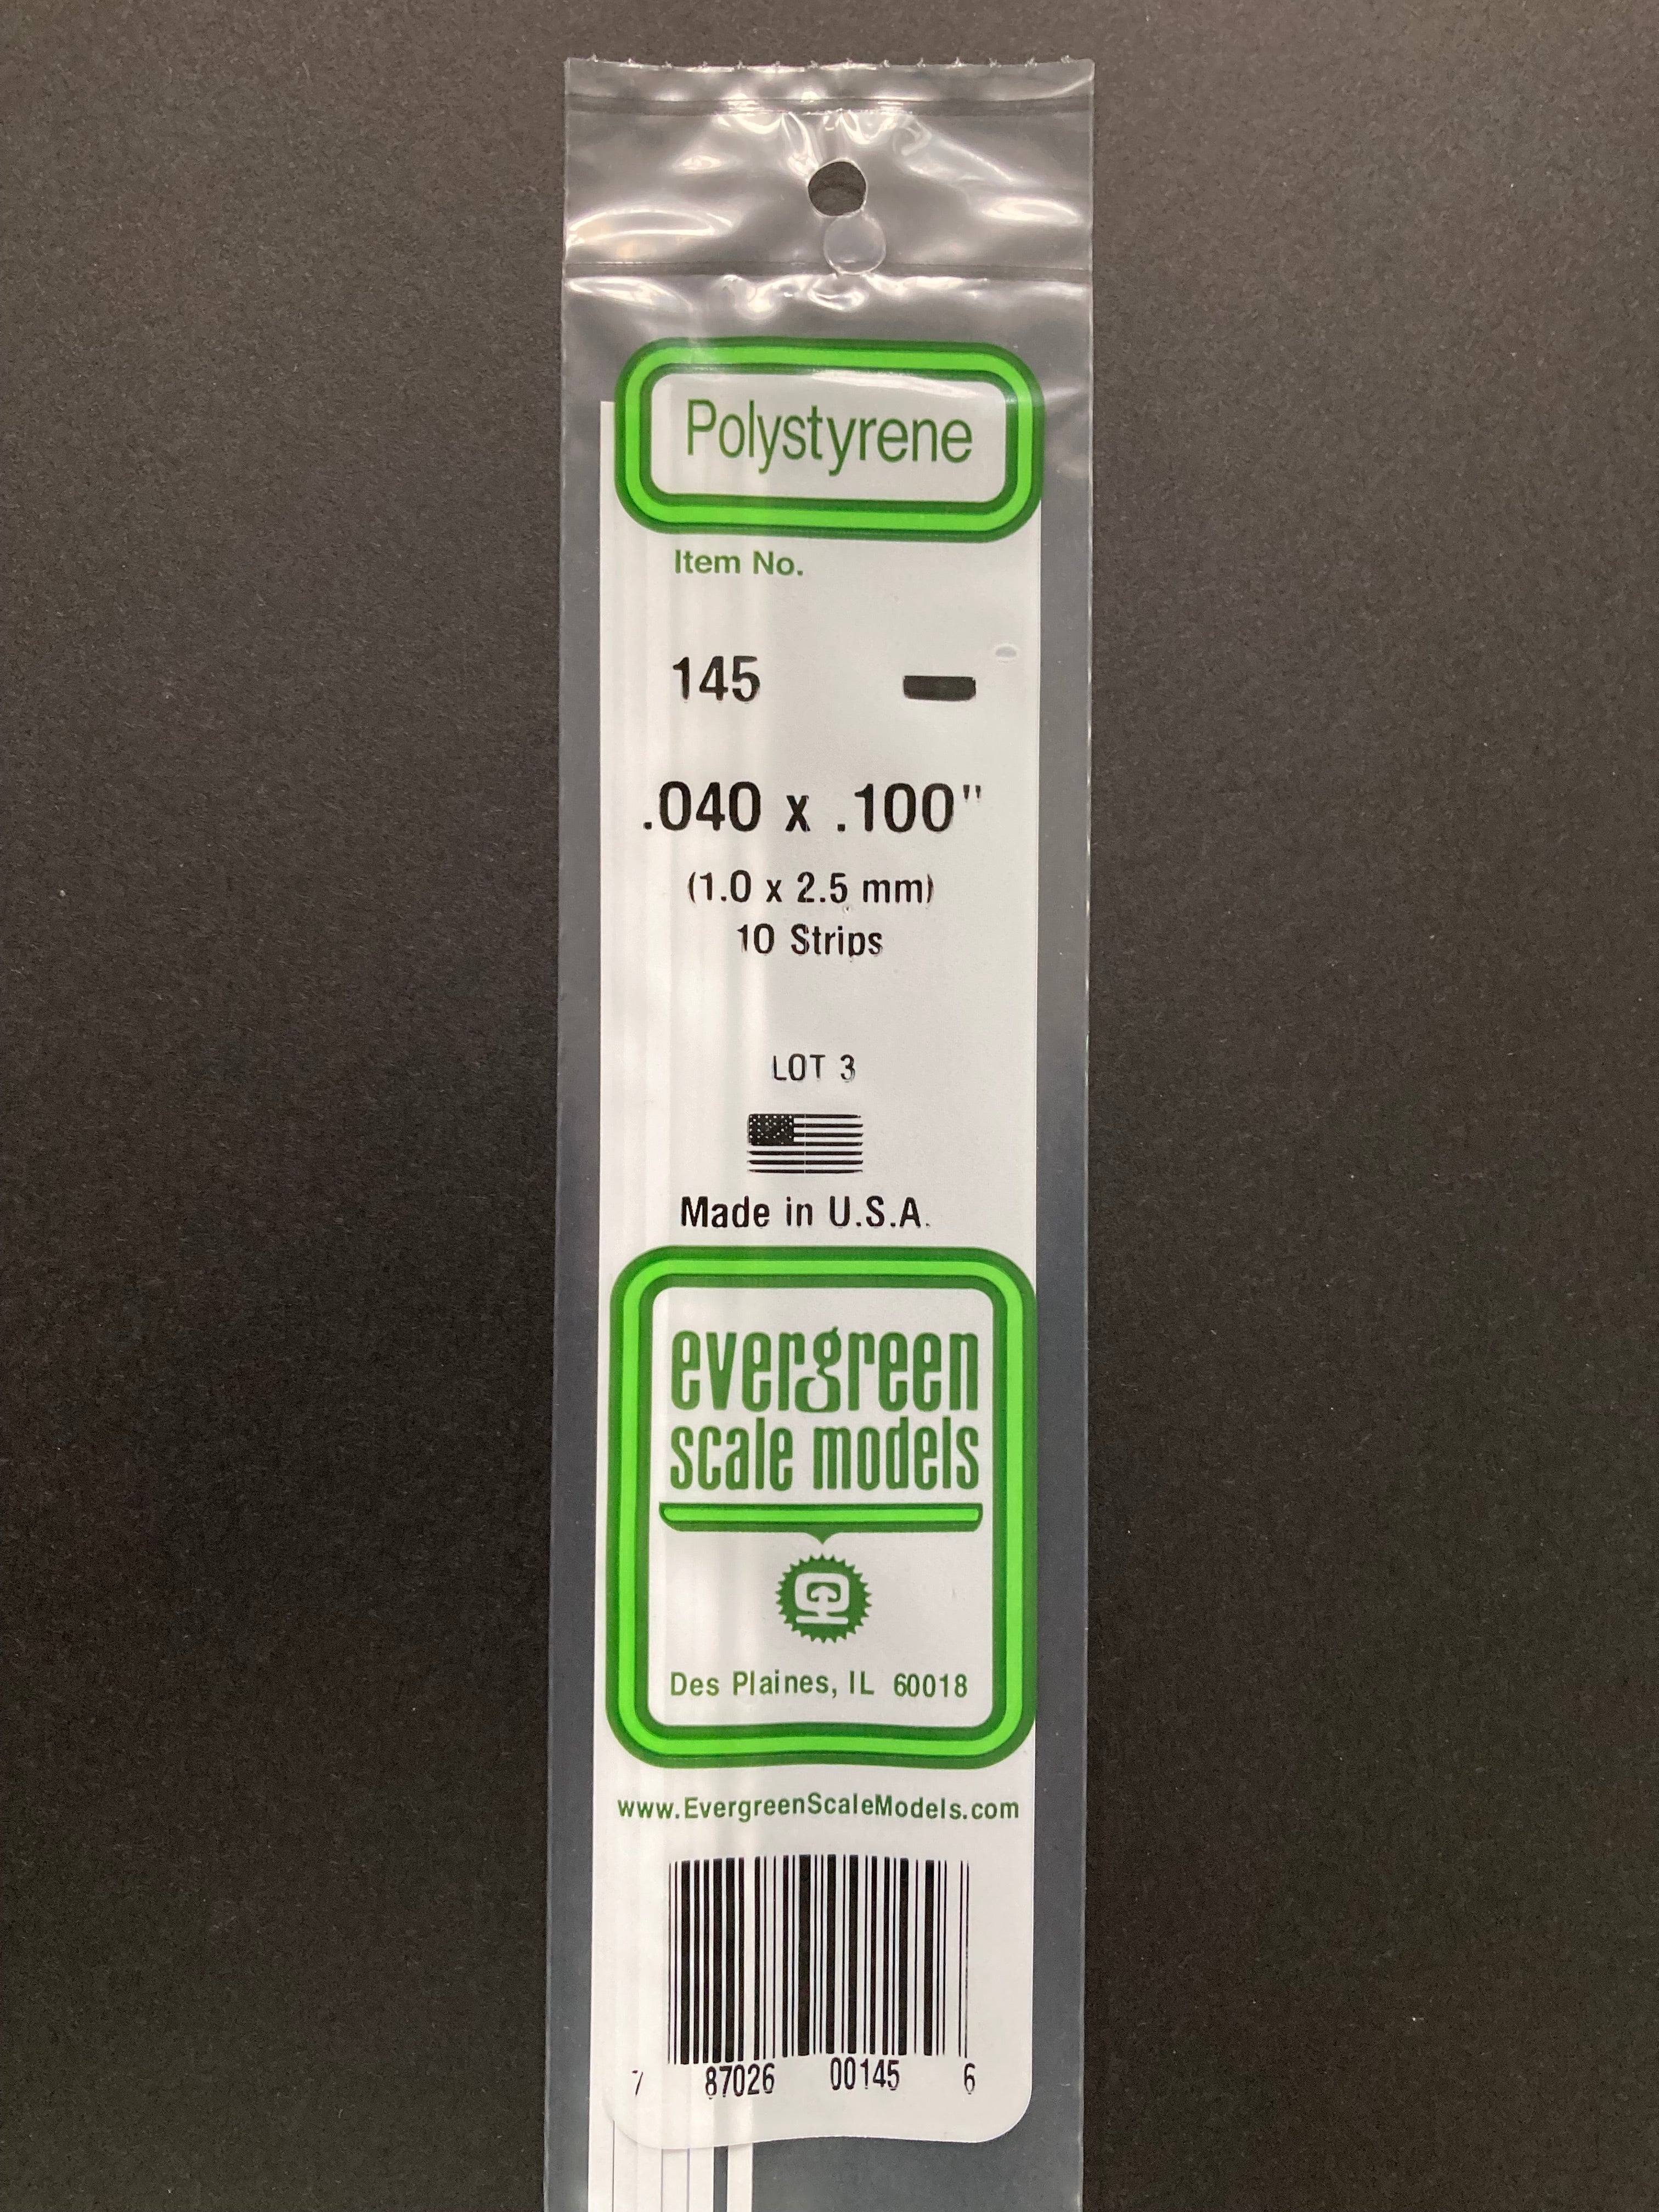 Polystyrene
Item No.
145
.040 x .100"
(1.0 x 2.5 mm)
10 Strips
LOT 3
Made in U.S.A.
evergreen
scale models
Des Plaines, IL 60018
www.EvergreenScaleModels.com
7 87026 00145 6